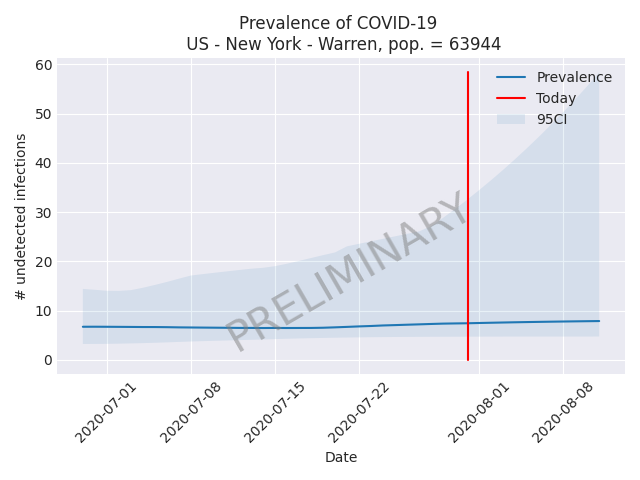 Prevalence of COVID-19
US - New York - Warren, pop. = 63944
60
50
40
30
20
10
0
# undetected infections
Prevalence
Today
95CI
PRELIMINARY
2020-07-01
2020-07-08
2020-07-15
2020-07-22
2020-08-01
2020-08-08
Date